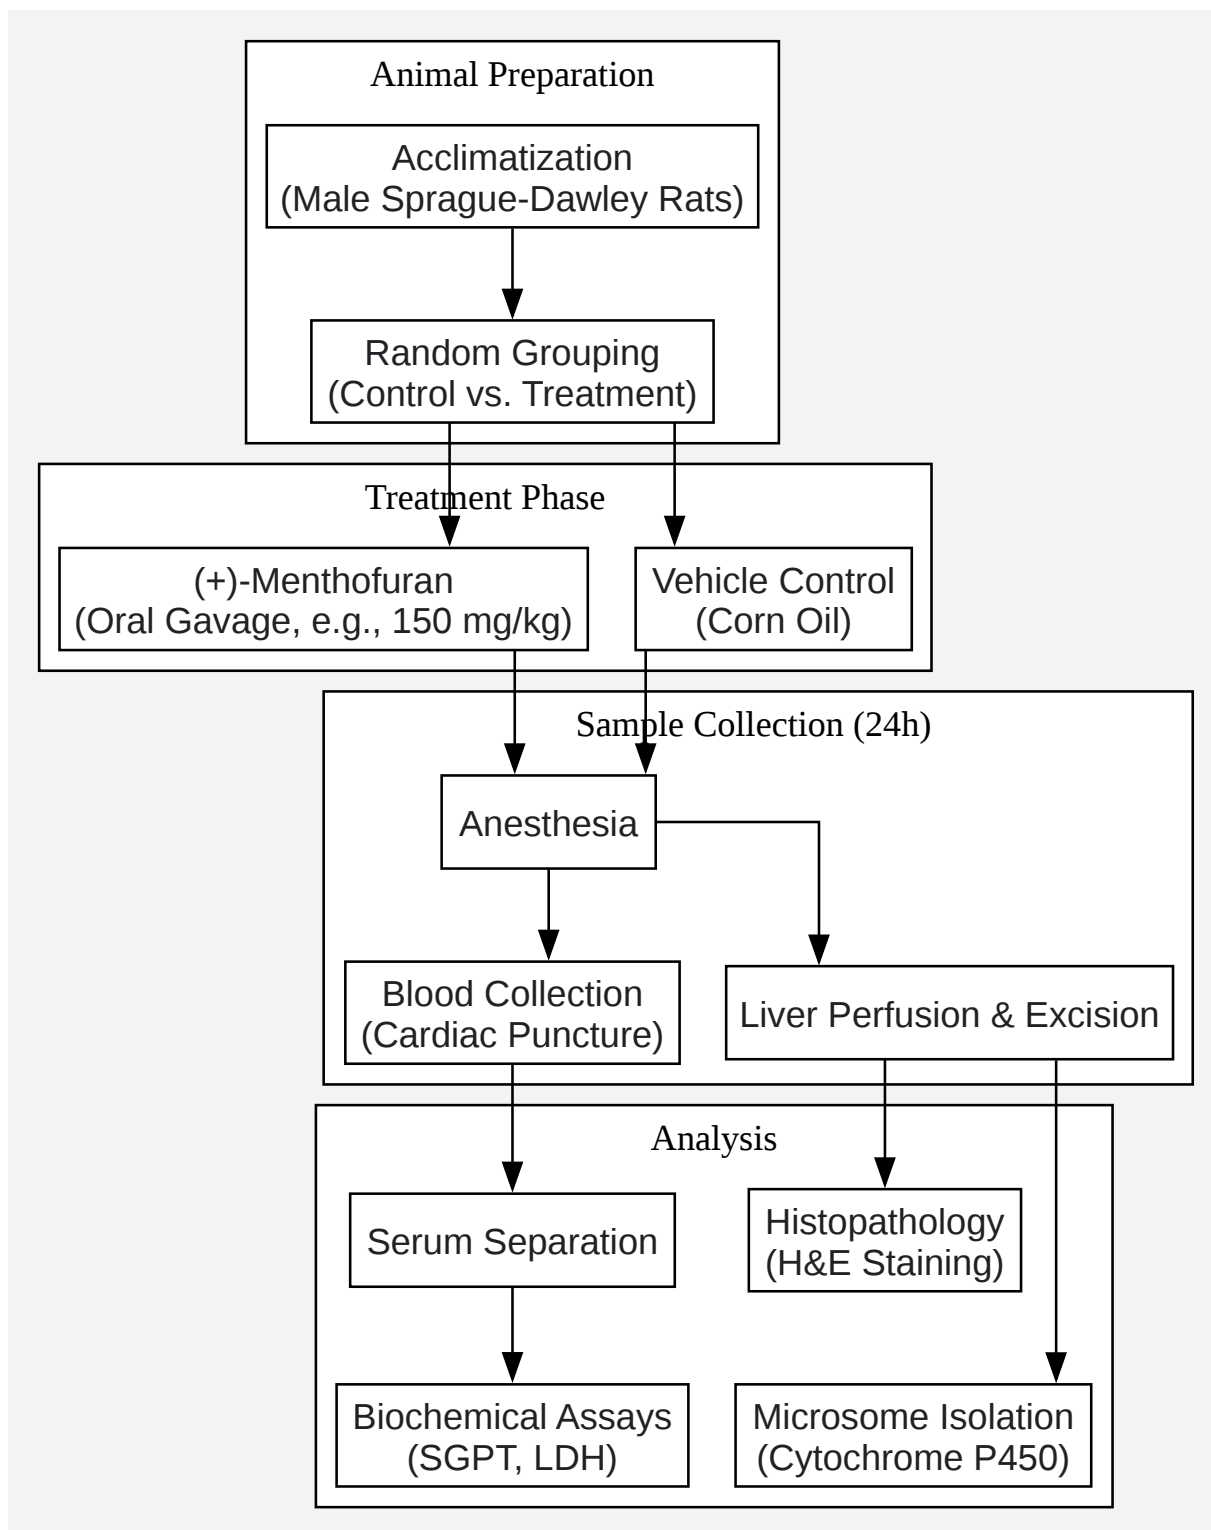 Animal Preparation
Acclimatization
(Male Sprague-Dawley Rats)
Random Grouping
(Control vs. Treatment)
Treatment Phase
(+)-Menthofuran
(Oral Gavage, e.g., 150 mg/kg)
Vehicle Control
(Corn Oil)
Sample Collection (24h)
Anesthesia
Blood Collection
(Cardiac Puncture)
Liver Perfusion & Excision
Analysis
Serum Separation
Histopathology
(H&E Staining)
Biochemical Assays
(SGPT, LDH)
Microsome Isolation
(Cytochrome P450)